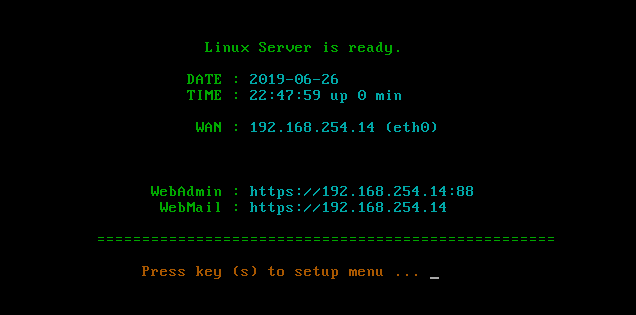 Linux Server is ready.
DATE : 2019-06-26
TIME : 22:47:59 up 0 min
WAN : 192.168.254.14 (eth0)
WebAdmin : https://192.168.254.14:88
WebMail : https://192.168.254.14
===================================================
Press key (s) to setup menu ... _